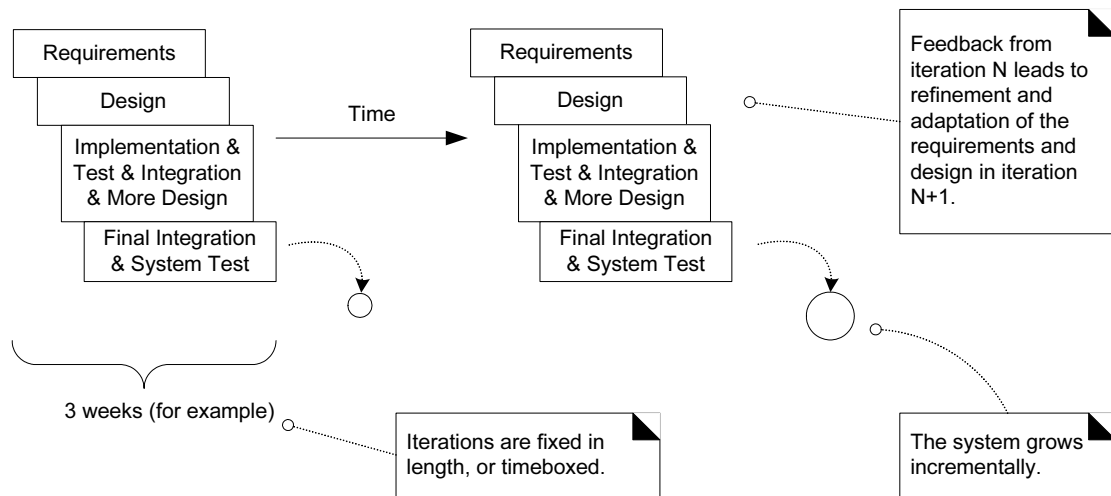 Requirements
Design
Implementation &
Test & Integration
& More Design
Final Integration
& System Test
Time
Requirements
Design
Implementation &
Test & Integration
& More Design
Final Integration
& System Test
Feedback from
iteration N leads to
refinement and
adaptation of the
requirements and
design in iteration
N+1.
3 weeks (for example)
Iterations are fixed in
length, or timeboxed.
The system grows
incrementally.